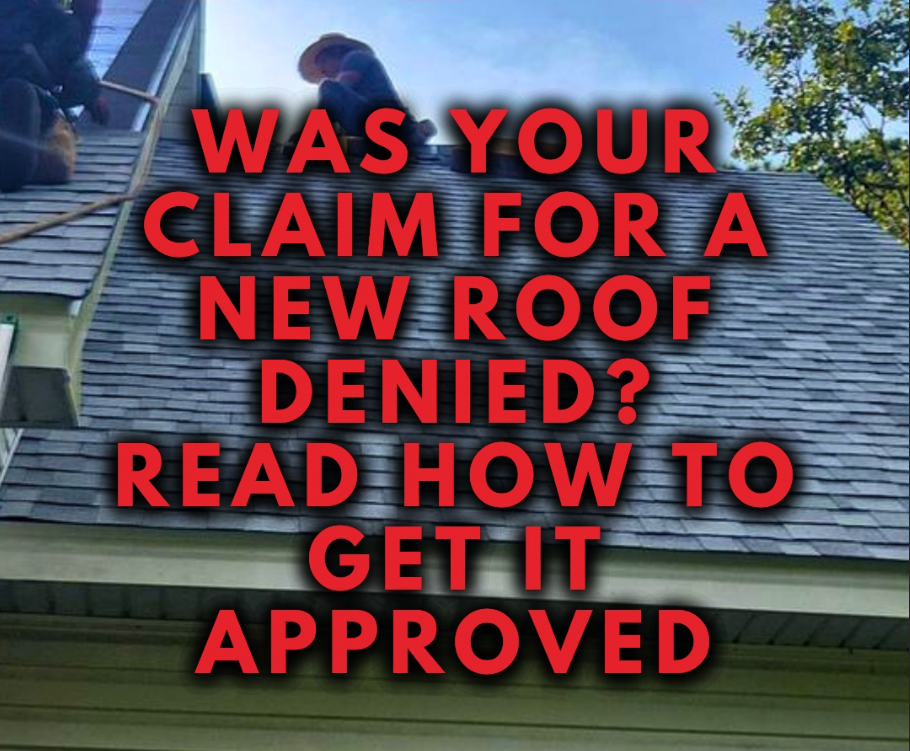 WAS YOUR
CLAIM FOR A
NEW ROOF
DENIED?
READ HOW TO
GET IT
APPROVED